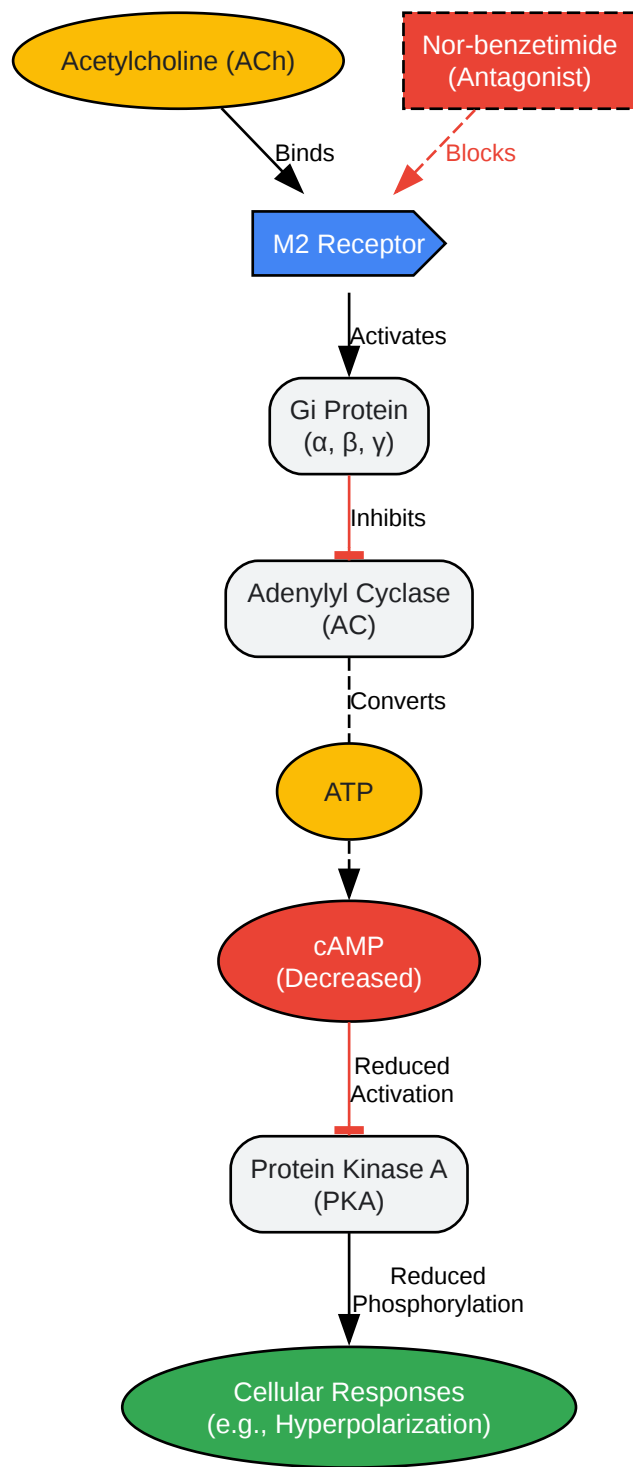 Acetylcholine (ACh)
Nor-benzetimide
(Antagonist)
Binds
Blocks
M2 Receptor
Activates
Gi Protein
(α, β, γ)
Inhibits
Adenylyl Cyclase
(AC)
Converts
ATP
cAMP
(Decreased)
Reduced
Activation
Protein Kinase A
(PKA)
Reduced
Phosphorylation
Cellular Responses
(e.g., Hyperpolarization)